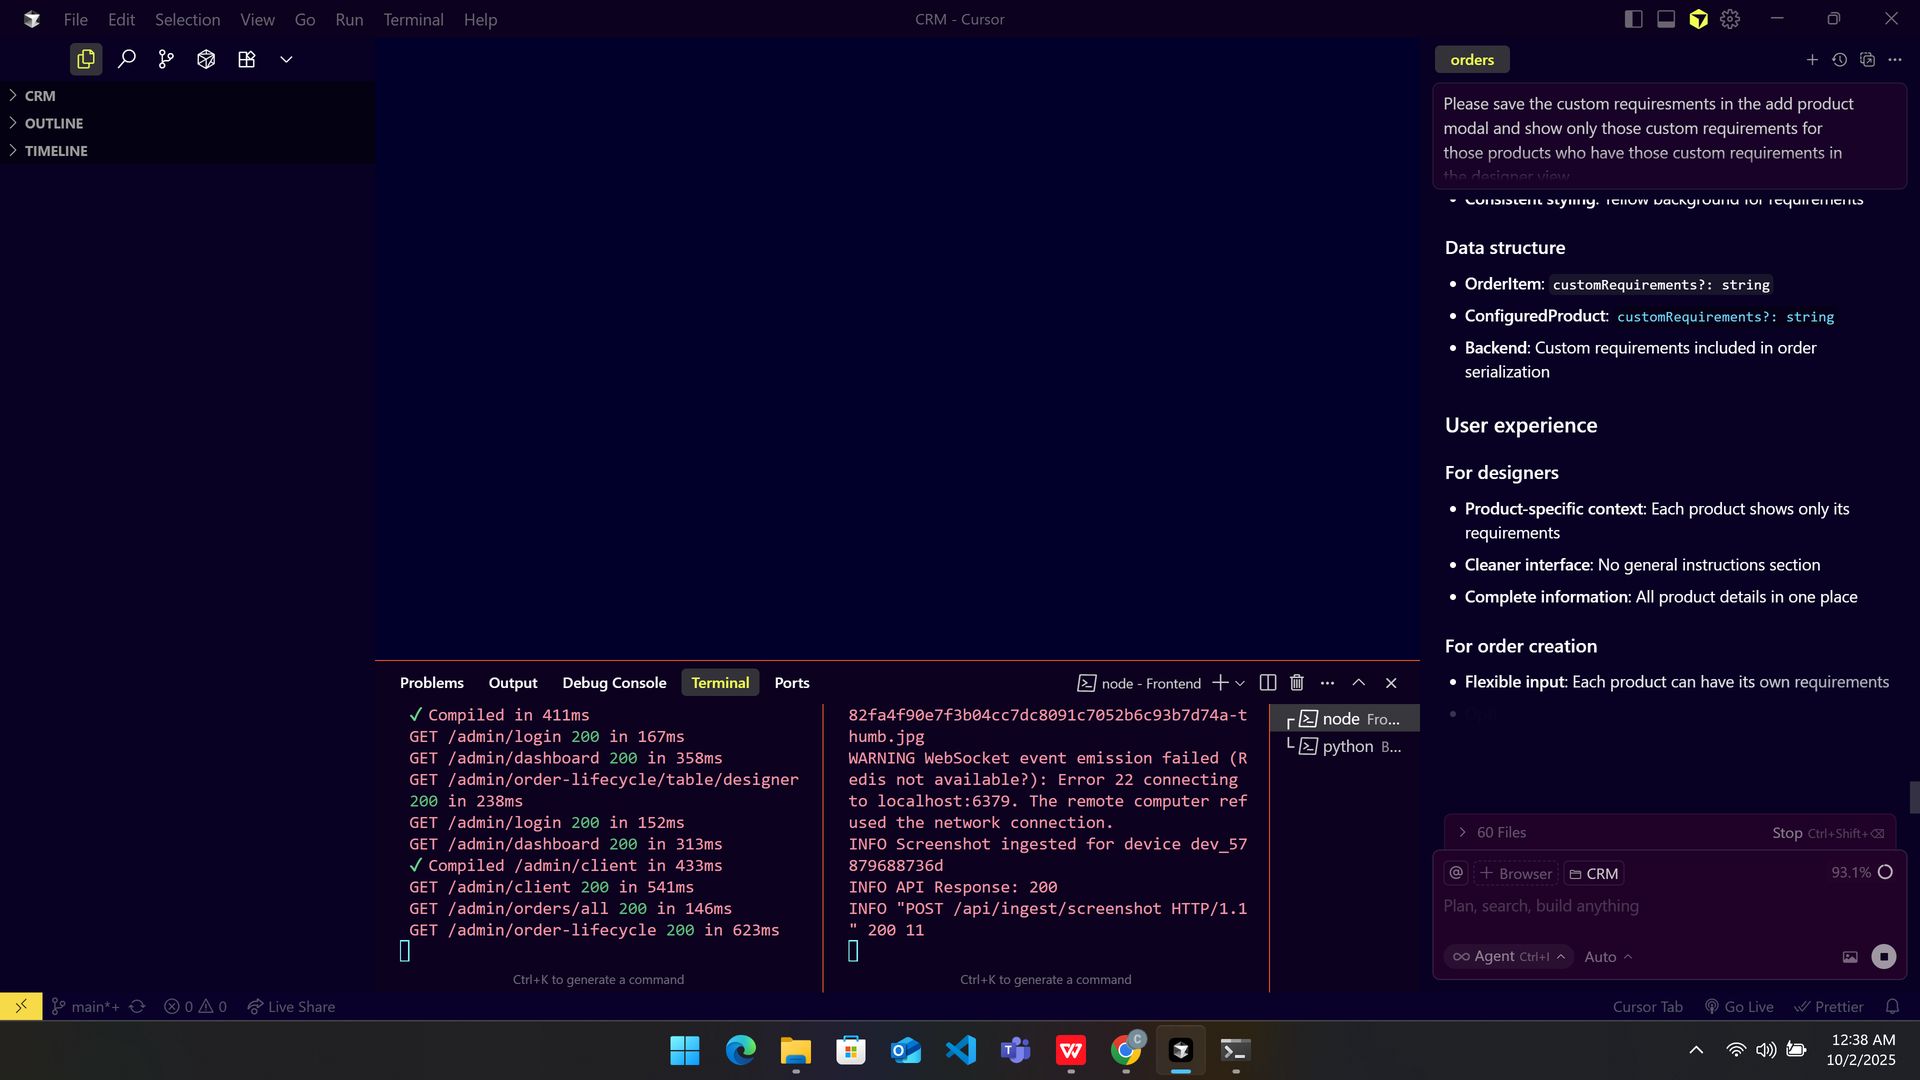 File Edit Selection View Go Run Terminal Help
CRM - Cursor
CRM
OUTLINE
TIMELINE
orders
Please save the custom requiresments in the add product
modal and show only those custom requirements for
those products who have those custom requirements in
the designer view
Consistent styling: Yellow background for requirements
Data structure
OrderItem: customRequirements?: string
ConfiguredProduct: customRequirements?: string
Backend: Custom requirements included in order
serialization
User experience
For designers
Product-specific context: Each product shows only its
requirements
Cleaner interface: No general instructions section
Complete information: All product details in one place
For order creation
Flexible input: Each product can have its own requirements
60 Files Stop Ctrl+Shift+⌫
@ + Browser CRM 93.1%
Plan, search, build anything
Agent Ctrl+I Auto
Problems Output Debug Console Terminal Ports
node - Frontend
✓ Compiled in 411ms
GET /admin/login 200 in 167ms
GET /admin/dashboard 200 in 358ms
GET /admin/order-lifecycle/table/designer
200 in 238ms
GET /admin/login 200 in 152ms
GET /admin/dashboard 200 in 313ms
✓ Compiled /admin/client in 433ms
GET /admin/client 200 in 541ms
GET /admin/orders/all 200 in 146ms
GET /admin/order-lifecycle 200 in 623ms
Ctrl+K to generate a command
82fa4f90e7f3b04cc7dc8091c7052b6c93b7d74a-t
humb.jpg
WARNING WebSocket event emission failed (R
edis not available?): Error 22 connecting
to localhost:6379. The remote computer ref
used the network connection.
INFO Screenshot ingested for device dev_57
879688736d
INFO API Response: 200
INFO "POST /api/ingest/screenshot HTTP/1.1
" 200 11
Ctrl+K to generate a command
node Fro...
python B...
main*+ 0 0 Live Share
Cursor Tab Go Live Prettier
C
12:38 AM
10/2/2025